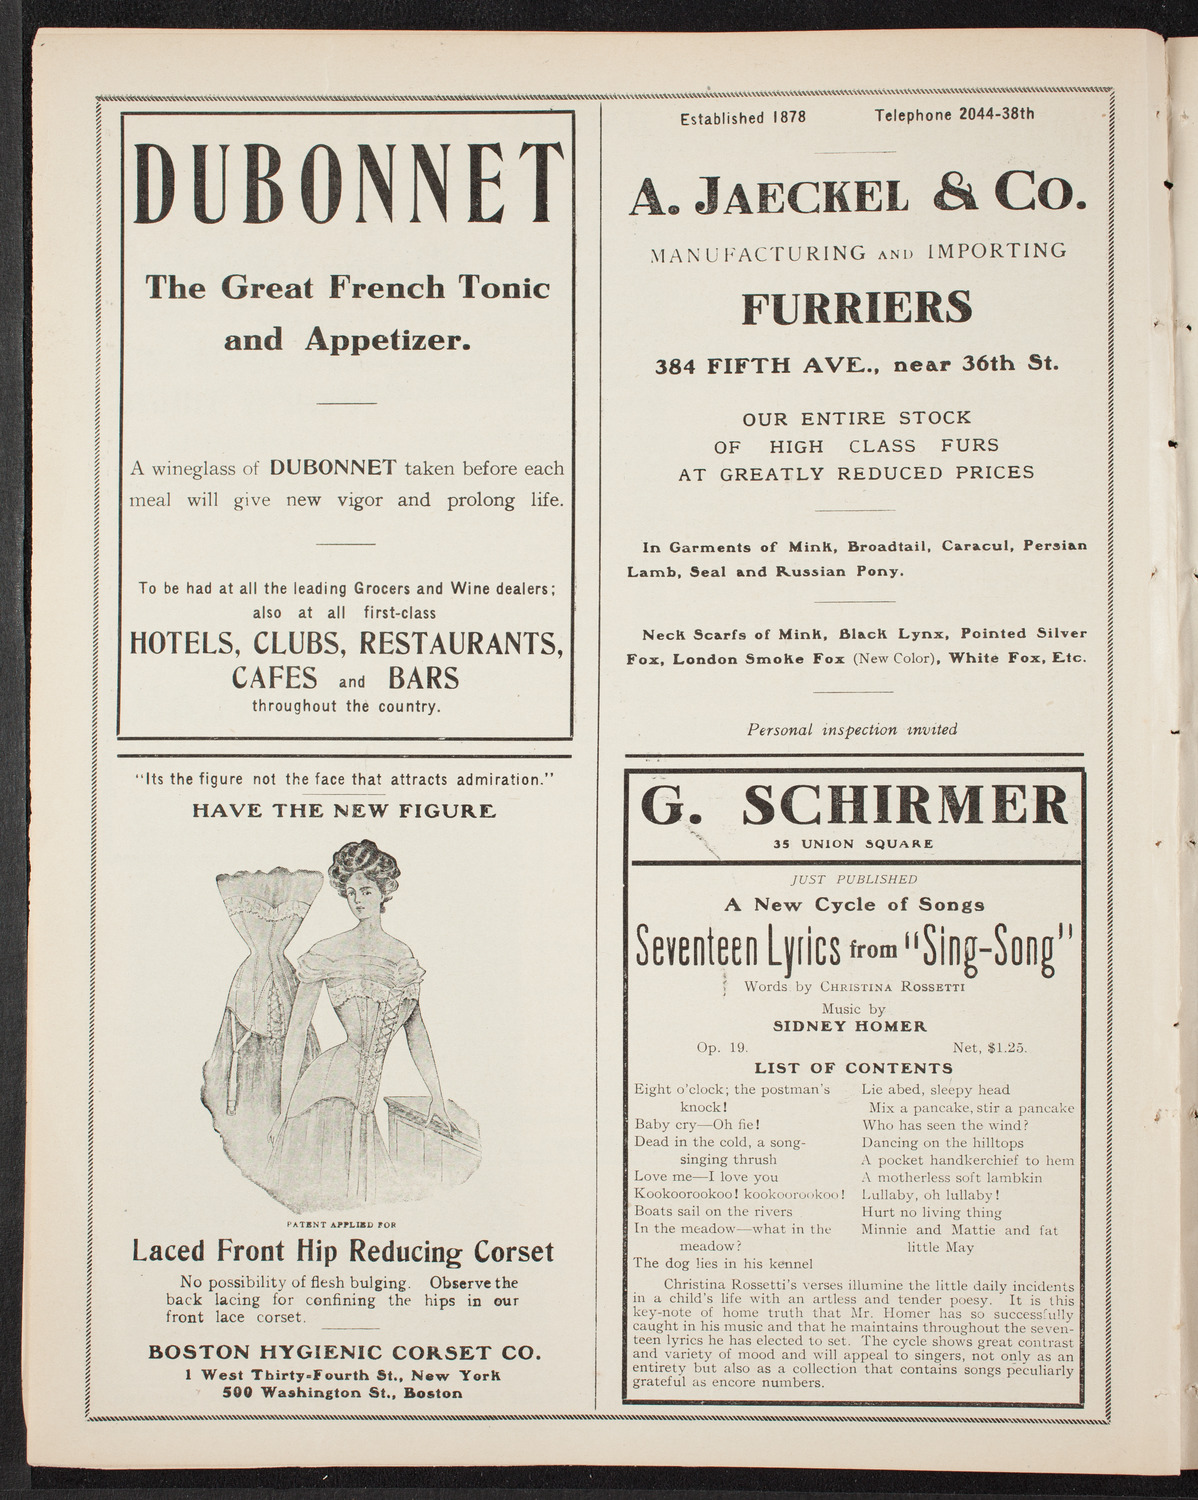 DUBONNET
The Great French Tonic
and Appetizer.
A wineglass of DUBONNET taken before each
meal will give new vigor and prolong life.
To be had at all the leading Grocers and Wine dealers;
also at all first-class
HOTELS, CLUBS, RESTAURANTS,
CAFES and BARS
throughout the country.
"Its the figure not the face that attracts admiration."
HAVE THE NEW FIGURE
PATENT APPLIED FOR
Laced Front Hip Reducing Corset
No possibility of flesh bulging. Observe the
back lacing for confining the hips in our
front lace corset.
BOSTON HYGIENIC CORSET CO.
1 West Thirty-Fourth St., New York
500 Washington St., Boston
Established 1878 Telephone 2044-38th
A. JAECKEL & CO.
MANUFACTURING AND IMPORTING
FURRIERS
384 FIFTH AVE., near 36th St.
OUR ENTIRE STOCK
OF HIGH CLASS FURS
AT GREATLY REDUCED PRICES
In Garments of Mink, Broadtail, Caracul, Persian
Lamb, Seal and Russian Pony.
Neck Scarfs of Mink, Black Lynx, Pointed Silver
Fox, London Smoke Fox (New Color), White Fox, Etc.
Personal inspection invited
G. SCHIRMER
35 UNION SQUARE
JUST PUBLISHED
A New Cycle of Songs
Seventeen Lyrics from "Sing-Song"
Words by CHRISTINA ROSSETTI
Music by
SIDNEY HOMER
Op. 19. Net, $1.25.
LIST OF CONTENTS
Eight o'clock; the postman's
knock!
Baby cry—Oh fie!
Dead in the cold, a song-
singing thrush
Love me—I love you
Kookoorookoo! kookoorookoo!
Boats sail on the rivers
In the meadow—what in the
meadow?
The dog lies in his kennel
Lie abed, sleepy head
Mix a pancake, stir a pancake
Who has seen the wind?
Dancing on the hilltops
A pocket handkerchief to hem
A motherless soft lambkin
Lullaby, oh lullaby!
Hurt no living thing
Minnie and Mattie and fat
little May
Christina Rossetti's verses illumine the little daily incidents
in a child's life with an artless and tender poesy. It is this
key-note of home truth that Mr. Homer has so successfully
caught in his music and that he maintains throughout the seven-
teen lyrics he has elected to set. The cycle shows great contrast
and variety of mood and will appeal to singers, not only as an
entirety but also as a collection that contains songs peculiarly
grateful as encore numbers.